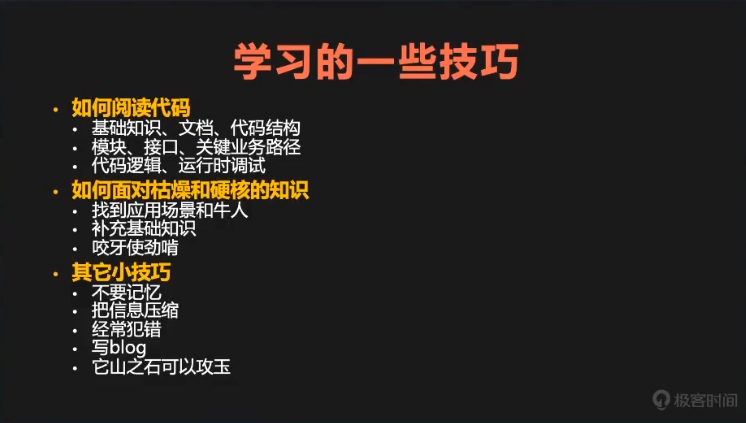 学习的一些技巧
• 如何阅读代码
• 基础知识、文档、代码结构
• 模块、接口、关键业务路径
• 代码逻辑、运行时调试
• 如何面对枯燥和硬核的知识
• 找到应用场景和牛人
• 补充基础知识
• 咬牙使劲啃
• 其它小技巧
• 不要记忆
• 把信息压缩
• 经常犯错
• 写blog
• 它山之石可以攻玉
极客时间